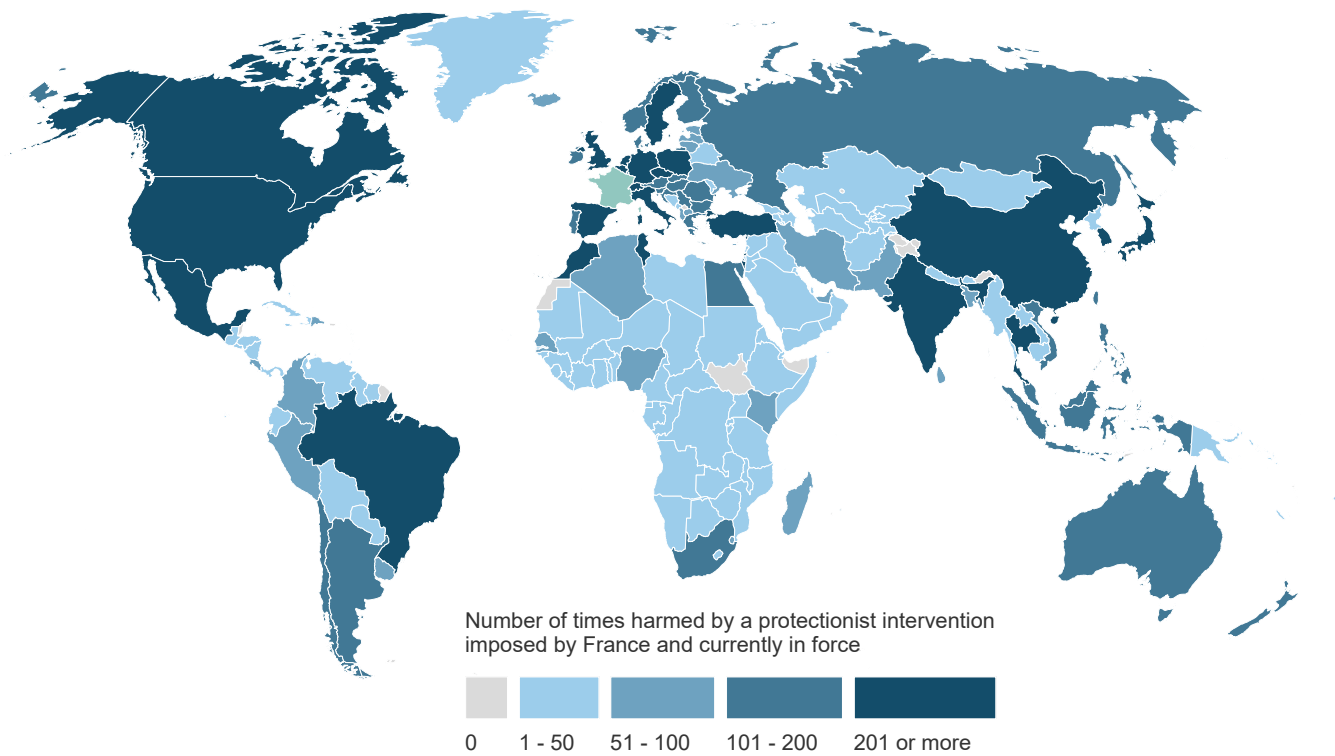 Number of times harmed by a protectionist intervention
imposed by France and currently in force
0 1 - 50 51 - 100 101 - 200 201 or more